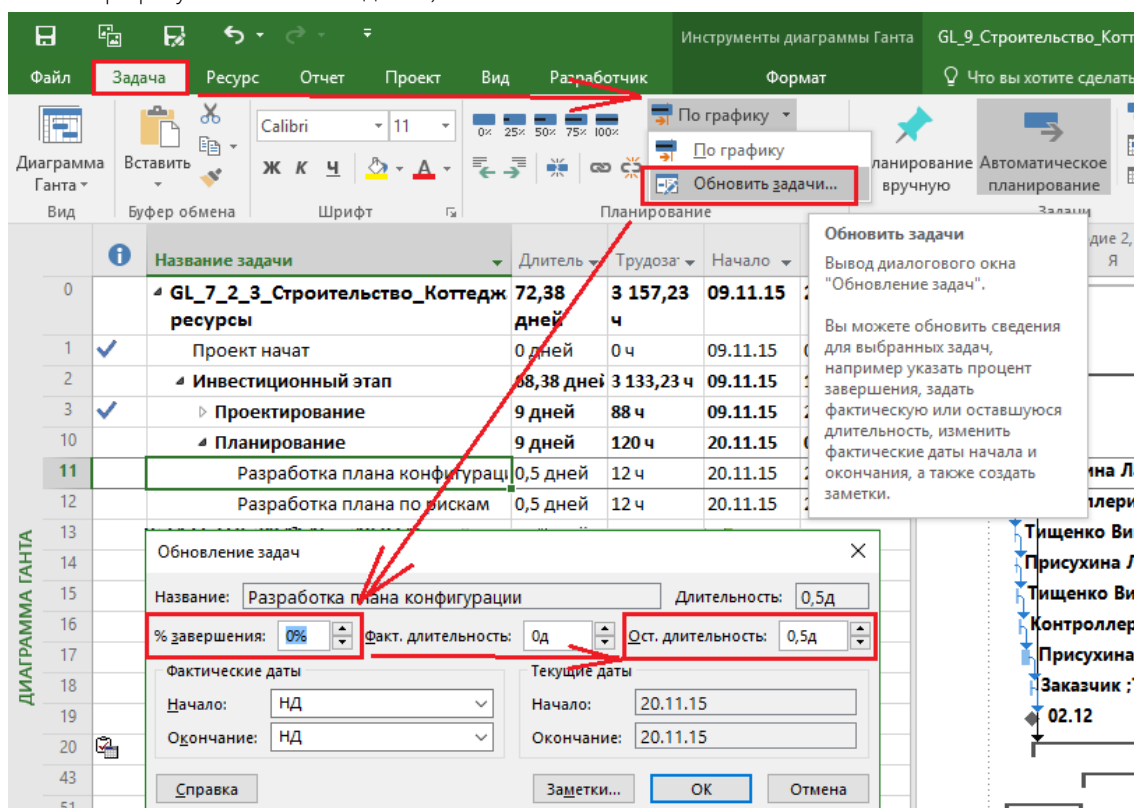 Инструменты диаграммы Ганта GL_9_Строительство_Котт
Файл Задача Ресурс Отчет Проект Вид Разработчик Формат Что вы хотите сделать
Calibri 11 0% 25% 50% 75% 100% По графику
По графику
Обновить задачи...
Диаграмма Ганта
Вставить
Ж К Ч А
ланирование вручную
Автоматическое планирование
Вид Буфер обмена Шрифт Планирование Задачи
Обновить задачи
Вывод диалогового окна
"Обновление задач".
Вы можете обновить сведения
для выбранных задач,
например указать процент
завершения, задать
фактическую или оставшуюся
длительность, изменить
фактические даты начала и
окончания, а также создать
заметки.
дие 2,
Я
Название задачи Длитель Трудоза Начало
0 GL_7_2_3_Строительство_Коттедж ресурсы 72,38 дней 3 157,23 ч 09.11.15
1 Проект начат 0 дней 0 ч 09.11.15
2 Инвестиционный этап 68,38 дней 3 133,23 ч 09.11.15
3 Проектирование 9 дней 88 ч 09.11.15
10 Планирование 9 дней 120 ч 20.11.15
11 Разработка плана конфигураци 0,5 дней 12 ч 20.11.15
12 Разработка плана по рискам 0,5 дней 12 ч 20.11.15
13
14
15
16
17
18
19
20
43
51
ДИАГРАММА ГАНТА
Обновление задач
Название: Разработка плана конфигурации Длительность: 0,5д
% завершения: 0% Факт. длительность: 0д Ост. длительность: 0,5д
Фактические даты Текущие даты
Начало: НД Начало: 20.11.15
Окончание: НД Окончание: 20.11.15
Справка Заметки... ОК Отмена
ина Л
ллери
Тищенко Ви
Присухина Л
Тищенко Ви
Контроллер
Присухина
Заказчик ;
02.12